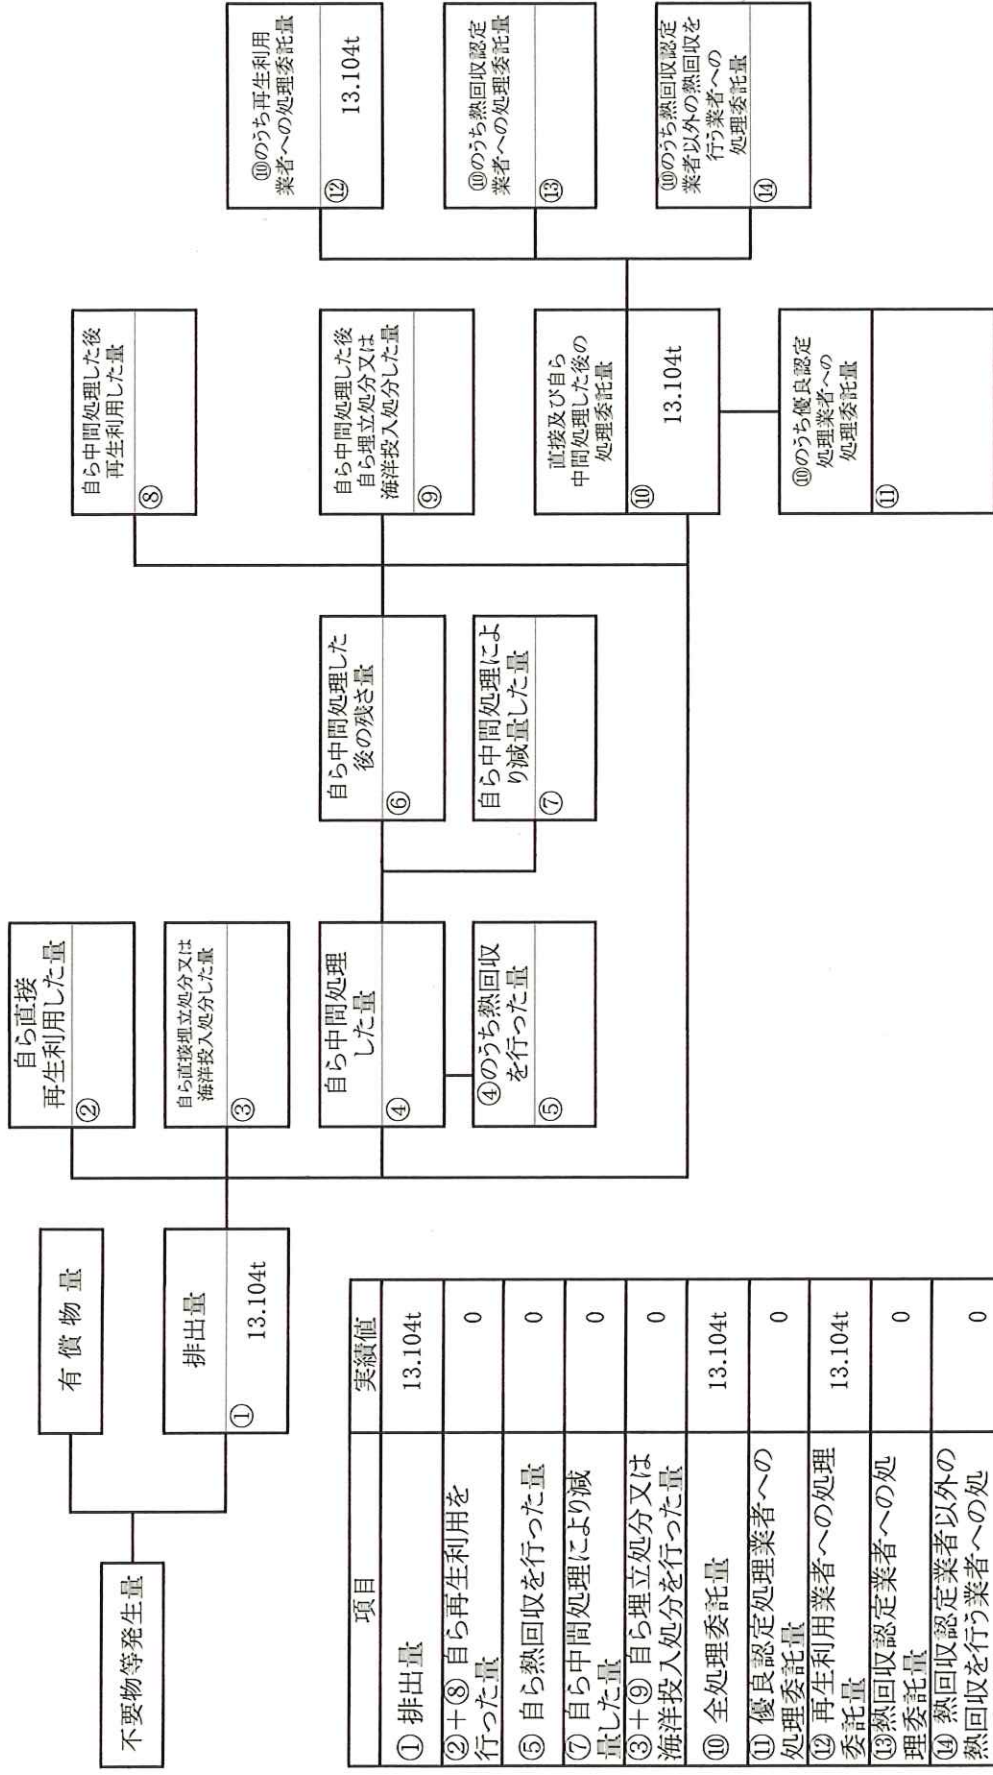 不要物等発生量
有償物量
排出量
①
13.104t
自ら直接
再生利用した量
②
自ら直接埋立処分又は
海洋投入処分した量
③
自ら中間処理
した量
④
④のうち熱回収
を行った量
⑤
自ら中間処理した
後の残さ量
⑥
自ら中間処理によ
り減量した量
⑦
自ら中間処理した後
再生利用した量
⑧
自ら中間処理した後
自ら埋立処分又は
海洋投入処分した量
⑨
直接及び自ら
中間処理した後の
処理委託量
⑩
13.104t
⑩のうち優良認定
処理業者への
処理委託量
⑪
⑩のうち再生利用
業者への処理委託量
⑫
13.104t
⑩のうち熱回収認定
業者への処理委託量
⑬
⑩のうち熱回収認定
業者以外の熱回収を
行う業者への
処理委託量
⑭
項目 実績値
①排出量 13.104t
②+⑧ 自ら再生利用を
行った量 0
⑤ 自ら熱回収を行った量 0
⑦ 自ら中間処理により減
量した量 0
③+⑨ 自ら埋立処分又は
海洋投入処分を行った量 0
⑩ 全処理委託量 13.104t
⑪ 優良認定処理業者への
処理委託量 0
⑫ 再生利用業者への処理
委託量 13.104t
⑬熱回収認定業者への処
理委託量 0
⑭ 熱回収認定業者以外の
熱回収を行う業者への処 0